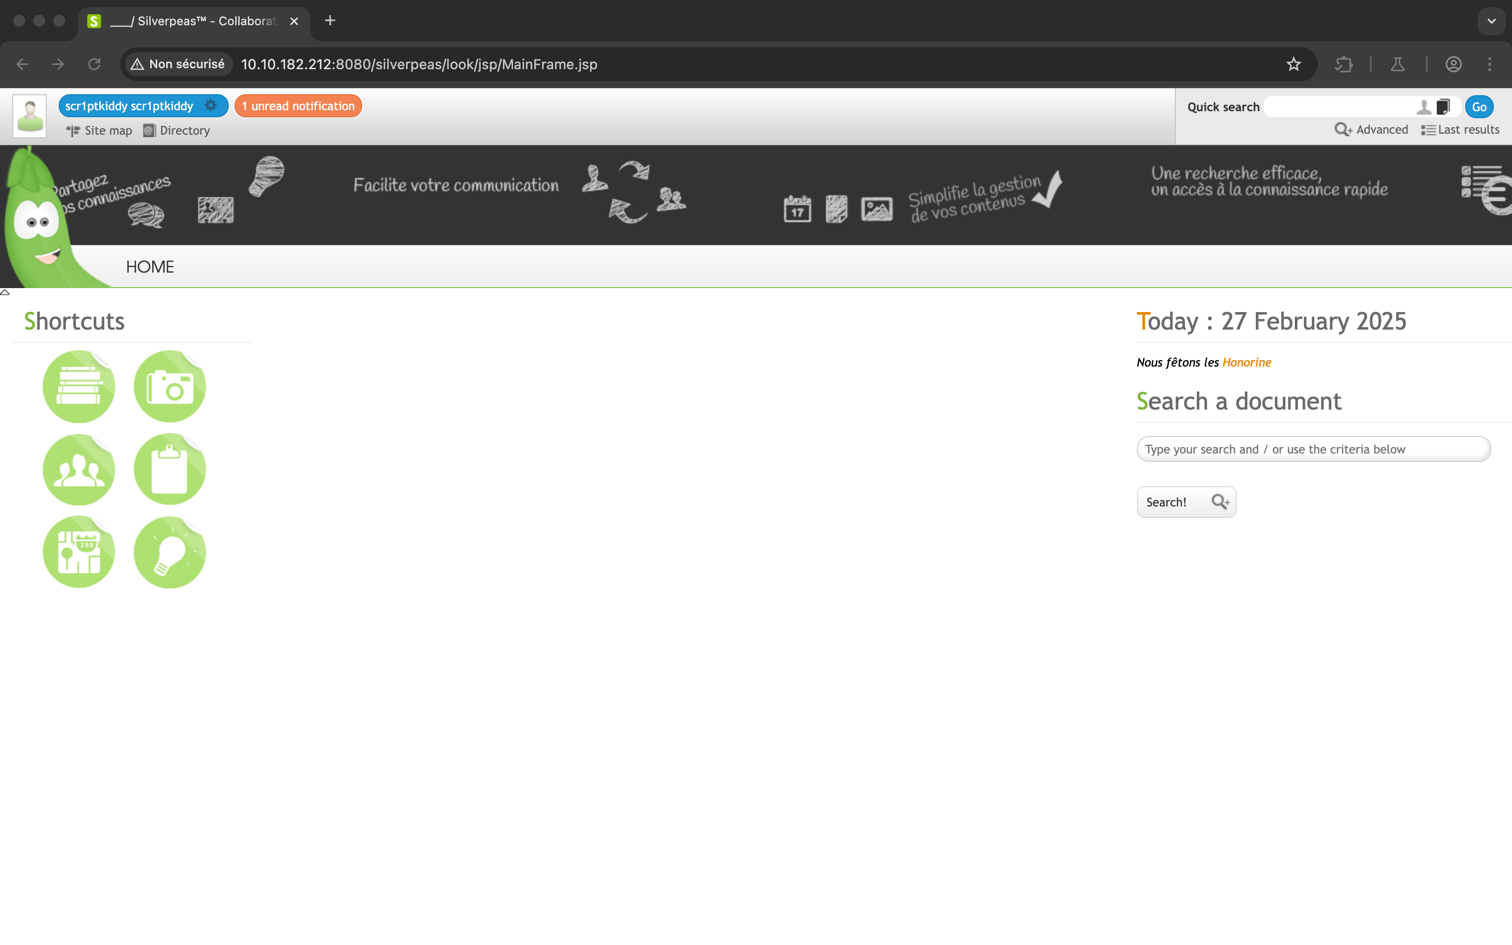 ___/ Silverpeas™ - Collaborat
Non sécurisé
10.10.182.212:8080/silverpeas/look/jsp/MainFrame.jsp
scr1ptkiddy scr1ptkiddy
1 unread notification
Site map
Directory
Quick search
Go
Advanced
Last results
Partagez
vos connaissances
Facilite votre communication
17
Simplifie la gestion
de vos contenus
Une recherche efficace,
un accès à la connaissance rapide
HOME
Shortcuts
Today : 27 February 2025
Nous fêtons les Honorine
Search a document
Type your search and / or use the criteria below
Search!